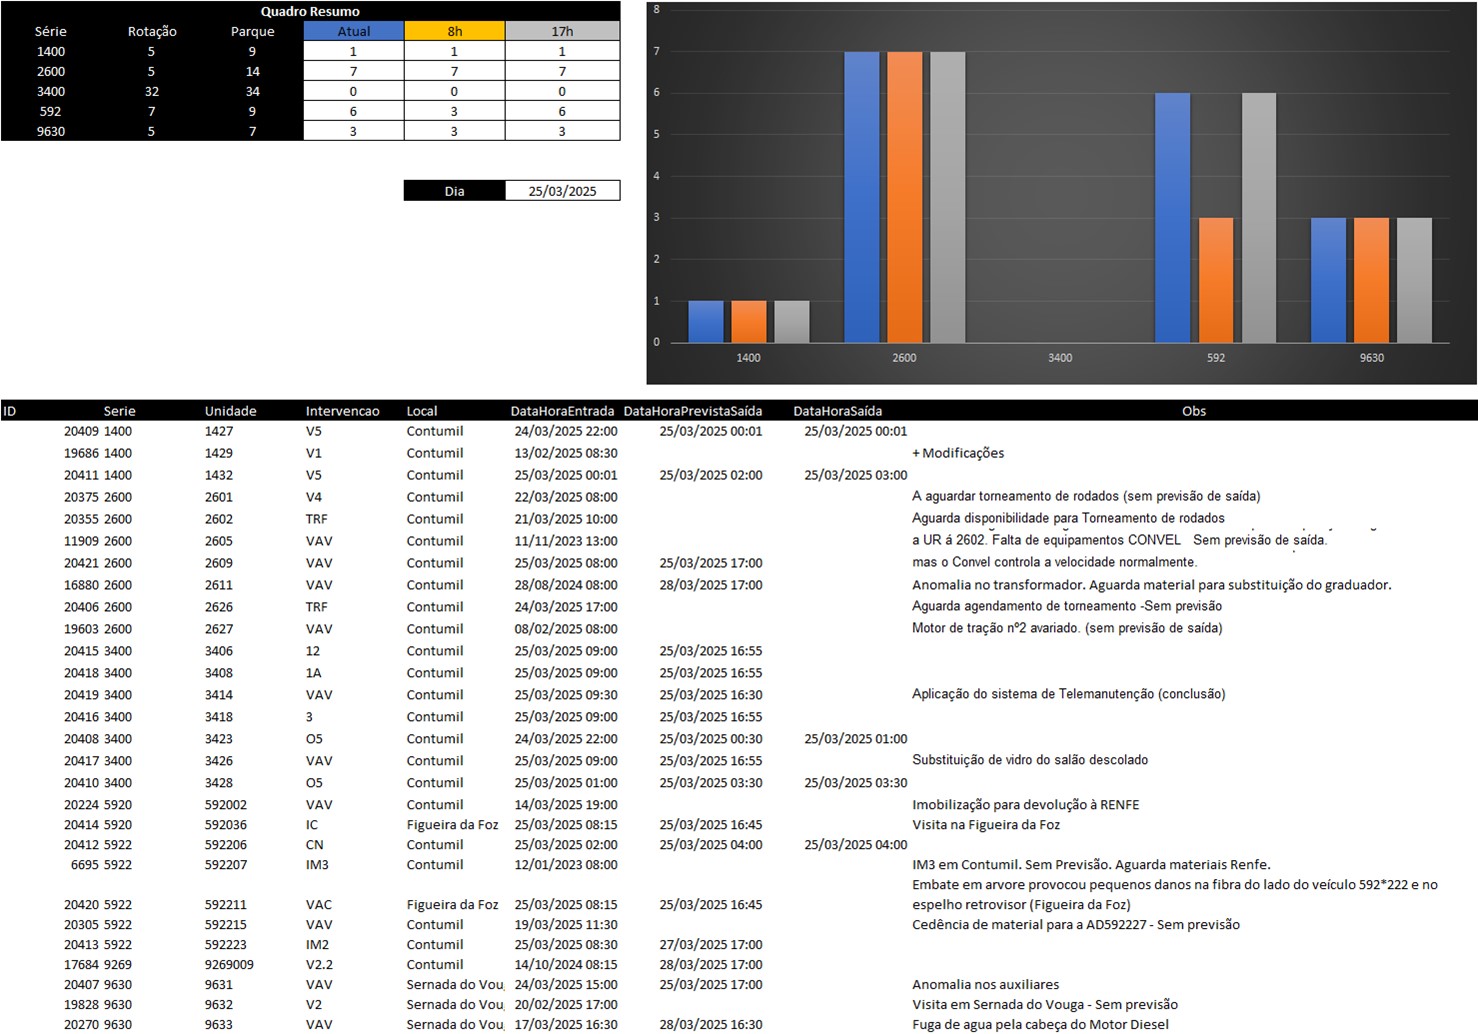 Quadro Resumo
Série Rotação Parque Atual 8h 17h
1400 5 9 1 1 1
2600 5 14 7 7 7
3400 32 34 0 0 0
592 7 9 6 3 6
9630 5 7 3 3 3
Dia 25/03/2025
8
7
6
5
4
3
2
1
0
1400 2600 3400 592 9630
ID Serie Unidade Intervencao Local DataHoraEntrada DataHoraPrevistaSaída DataHoraSaída Obs
20409 1400 1427 V5 Contumil 24/03/2025 22:00 25/03/2025 00:01 25/03/2025 00:01
19686 1400 1429 V1 Contumil 13/02/2025 08:30 + Modificações
20411 1400 1432 V5 Contumil 25/03/2025 00:01 25/03/2025 02:00 25/03/2025 03:00
20375 2600 2601 V4 Contumil 22/03/2025 08:00 A aguardar torneamento de rodados (sem previsão de saída)
20355 2600 2602 TRF Contumil 21/03/2025 10:00 Aguarda disponibilidade para Torneamento de rodados
11909 2600 2605 VAV Contumil 11/11/2023 13:00 a UR á 2602. Falta de equipamentos CONVEL Sem previsão de saída.
20421 2600 2609 VAV Contumil 25/03/2025 08:00 25/03/2025 17:00 mas o Convel controla a velocidade normalmente.
16880 2600 2611 VAV Contumil 28/08/2024 08:00 28/03/2025 17:00 Anomalia no transformador. Aguarda material para substituição do graduador.
20406 2600 2626 TRF Contumil 24/03/2025 17:00 Aguarda agendamento de torneamento -Sem previsão
19603 2600 2627 VAV Contumil 08/02/2025 08:00 Motor de tração nº2 avariado. (sem previsão de saída)
20415 3400 3406 12 Contumil 25/03/2025 09:00 25/03/2025 16:55
20418 3400 3408 1A Contumil 25/03/2025 09:00 25/03/2025 16:55
20419 3400 3414 VAV Contumil 25/03/2025 09:30 25/03/2025 16:30 Aplicação do sistema de Telemanutenção (conclusão)
20416 3400 3418 3 Contumil 25/03/2025 09:00 25/03/2025 16:55
20408 3400 3423 O5 Contumil 24/03/2025 22:00 25/03/2025 00:30 25/03/2025 01:00
20417 3400 3426 VAV Contumil 25/03/2025 09:00 25/03/2025 16:55 Substituição de vidro do salão descolado
20410 3400 3428 O5 Contumil 25/03/2025 01:00 25/03/2025 03:30 25/03/2025 03:30
20224 5920 592002 VAV Contumil 14/03/2025 19:00 Imobilização para devolução à RENFE
20414 5920 592036 IC Figueira da Foz 25/03/2025 08:15 25/03/2025 16:45 Visita na Figueira da Foz
20412 5922 592206 CN Contumil 25/03/2025 02:00 25/03/2025 04:00 25/03/2025 04:00
6695 5922 592207 IM3 Contumil 12/01/2023 08:00 IM3 em Contumil. Sem Previsão. Aguarda materiais Renfe.
Embate em arvore provocou pequenos danos na fibra do lado do veículo 592*222 e no
20420 5922 592211 VAC Figueira da Foz 25/03/2025 08:15 25/03/2025 16:45 espelho retrovisor (Figueira da Foz)
20305 5922 592215 VAV Contumil 19/03/2025 11:30 Cedência de material para a AD592227 - Sem previsão
20413 5922 592223 IM2 Contumil 25/03/2025 08:30 27/03/2025 17:00
17684 9269 9269009 V2.2 Contumil 14/10/2024 08:15 28/03/2025 17:00
20407 9630 9631 VAV Sernada do Vou 24/03/2025 15:00 25/03/2025 17:00 Anomalia nos auxiliares
19828 9630 9632 V2 Sernada do Vou 20/02/2025 17:00 Visita em Sernada do Vouga - Sem previsão
20270 9630 9633 VAV Sernada do Vou 17/03/2025 16:30 28/03/2025 16:30 Fuga de agua pela cabeça do Motor Diesel